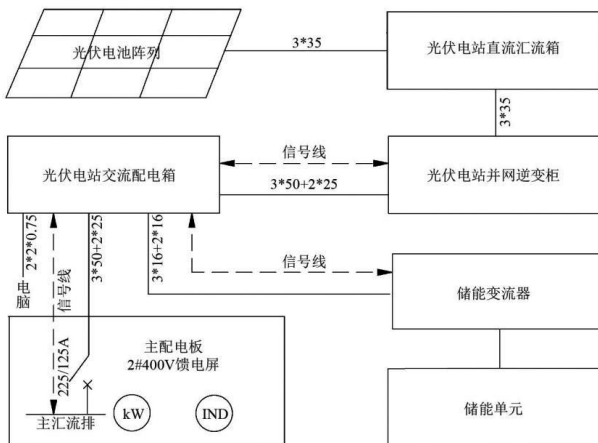 光伏电池阵列
3*35
光伏电站直流汇流箱
3*35
光伏电站交流配电箱
信号线
3*50+2*25
光伏电站并网逆变柜
2*2*0.75
电脑
信号线
3*50+2*25
3*16+2*16
信号线
储能变流器
225/125A
主配电板
2#400V馈电屏
主汇流排
kW
IND
储能单元